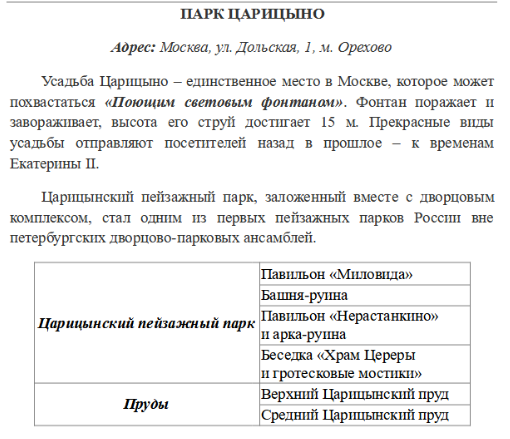 ПАРК ЦАРИЦЫНО
Адрес: Москва, ул. Дольская, 1, м. Орехово
Усадьба Царицыно – единственное место в Москве, которое может
похвастаться «Поющим световым фонтаном». Фонтан поражает и
завораживает, высота его струй достигает 15 м. Прекрасные виды
усадьбы отправляют посетителей назад в прошлое – к временам
Екатерины II.
Царицынский пейзажный парк, заложенный вместе с дворцовым
комплексом, стал одним из первых пейзажных парков России вне
петербургских дворцово-парковых ансамблей.
Царицынский пейзажный парк
Павильон «Миловида»
Башня-руина
Павильон «Нерастанкино»
и арка-руина
Беседка «Храм Цереры
и гротесковые мостики»
Пруды
Верхний Царицынский пруд
Средний Царицынский пруд